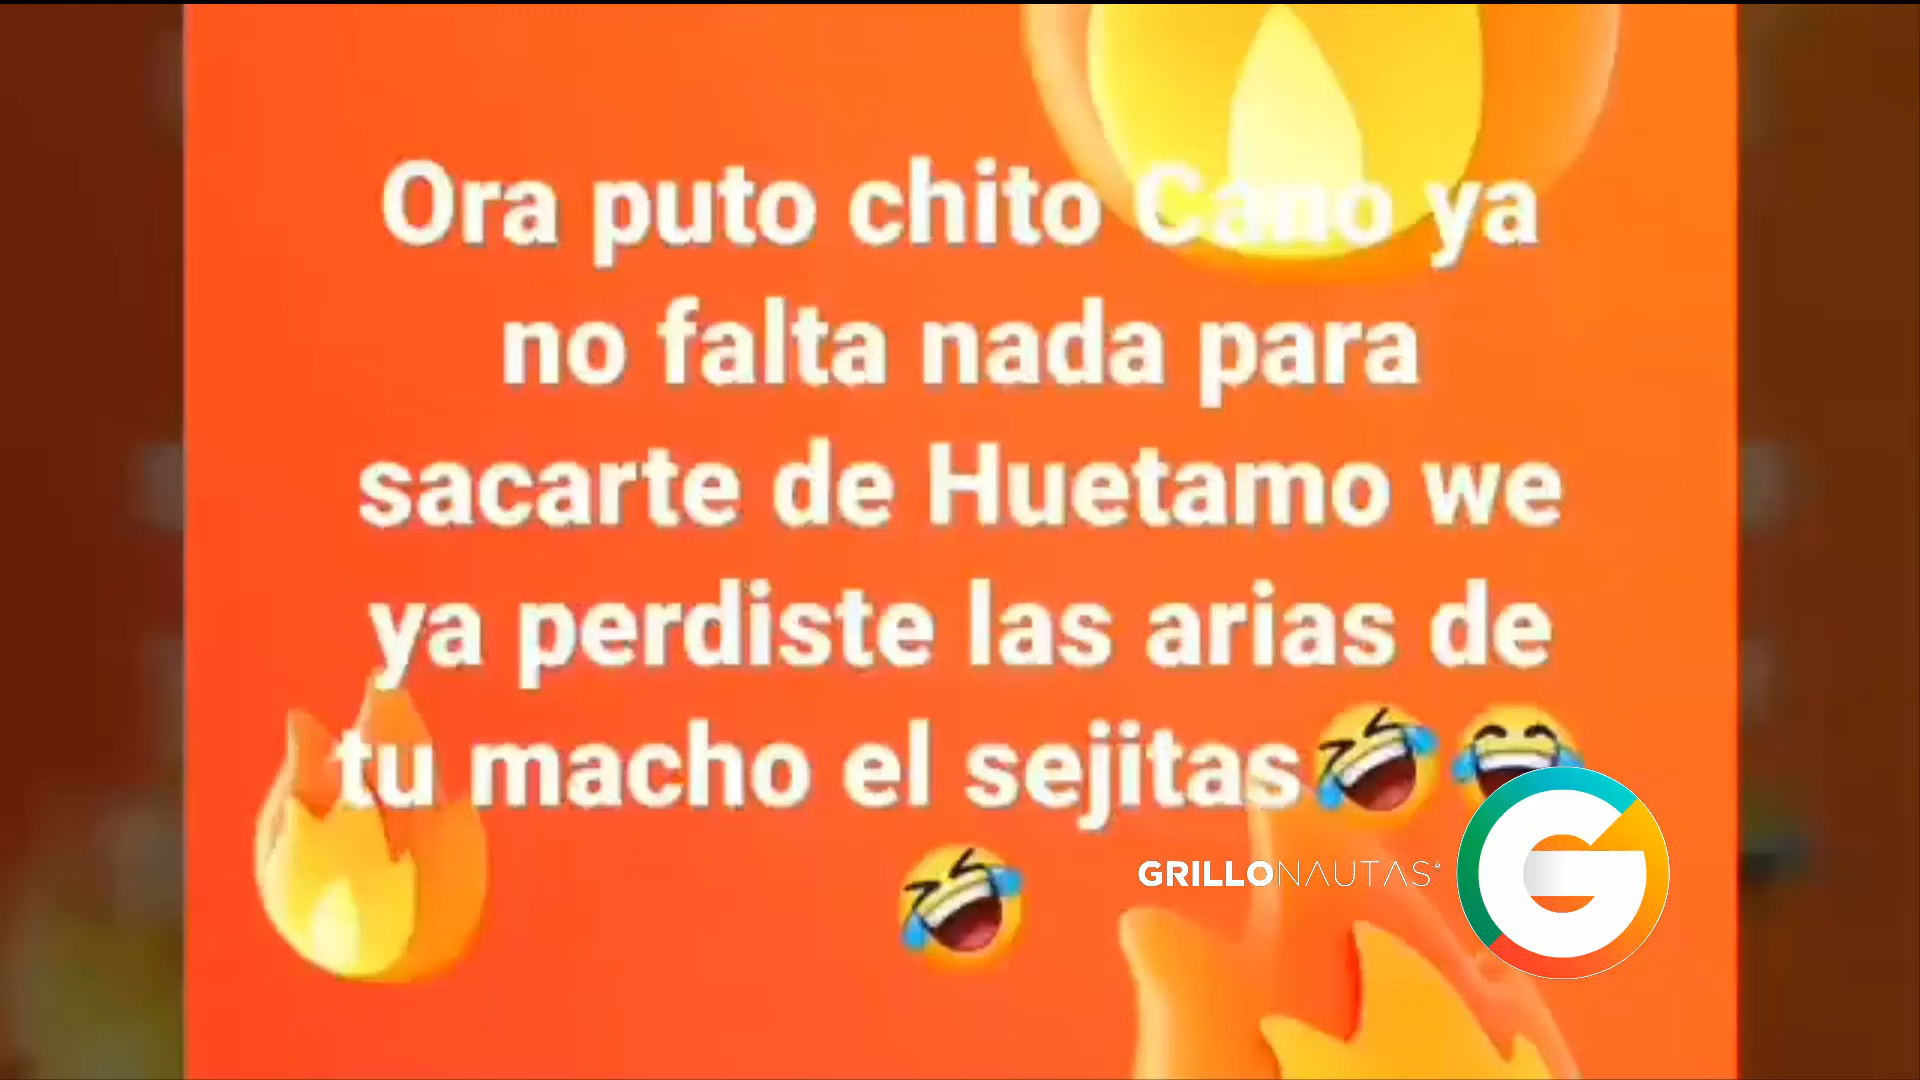 Ora puto chito Cano ya
no falta nada para
sacarte de Huetamo we
ya perdiste las arias de
tu macho el sejitas🤣😂
🤣
GRILLONAUTAS
G